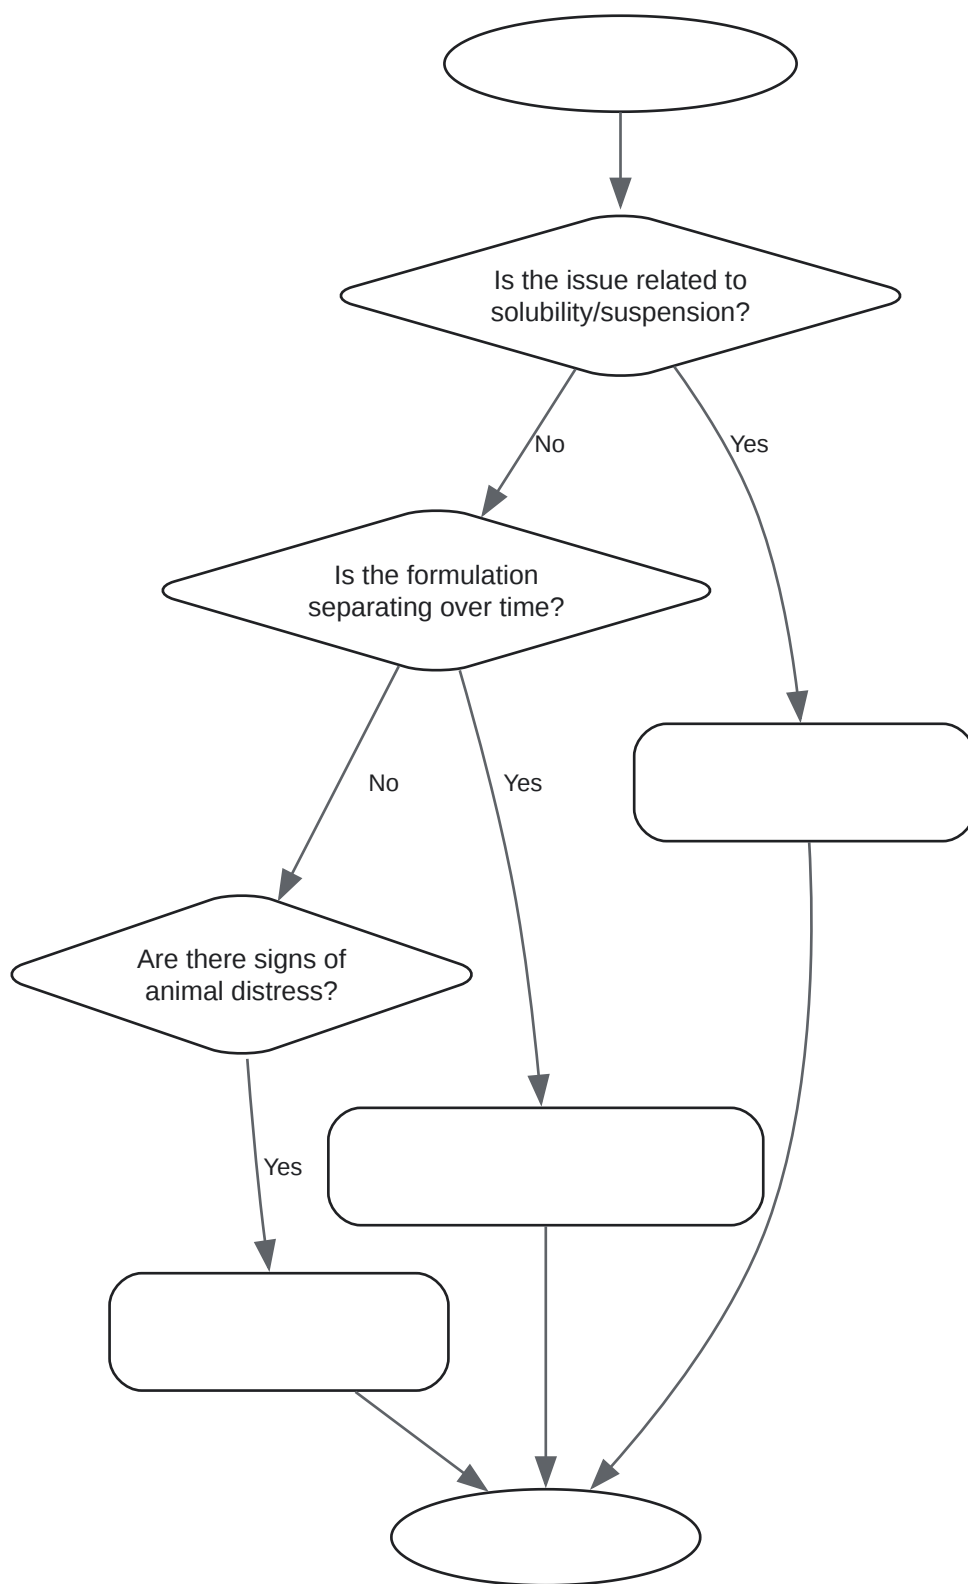 Is the issue related to
solubility/suspension?
No
Yes
Is the formulation
separating over time?
No
Yes
Are there signs of
animal distress?
Yes